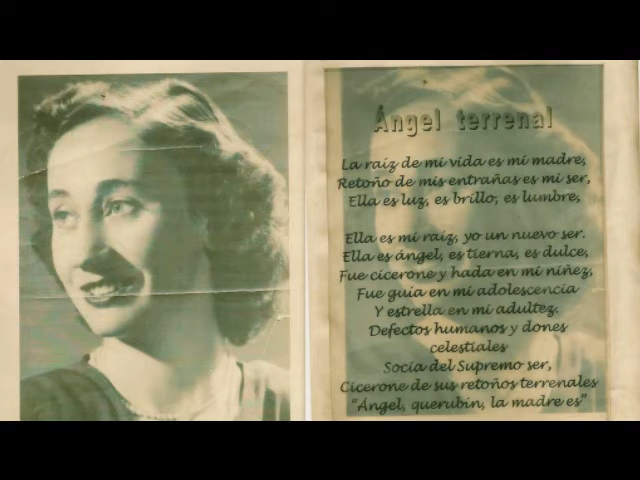 Ángel terrenal
La raíz de mi vida es mi madre,
Retoño de mis entrañas es mi ser,
Ella es luz, es brillo, es lumbre,
Ella es mi raíz, yo un nuevo ser.
Ella es ángel, es tierna, es dulce,
Fue cicerone y hada en mi niñez,
Fue guía en mi adolescencia
Y estrella en mi adultez.
Defectos humanos y dones
celestiales
Socia del Supremo ser,
Cicerone de sus retoños terrenales
“Ángel, querubín, la madre es”